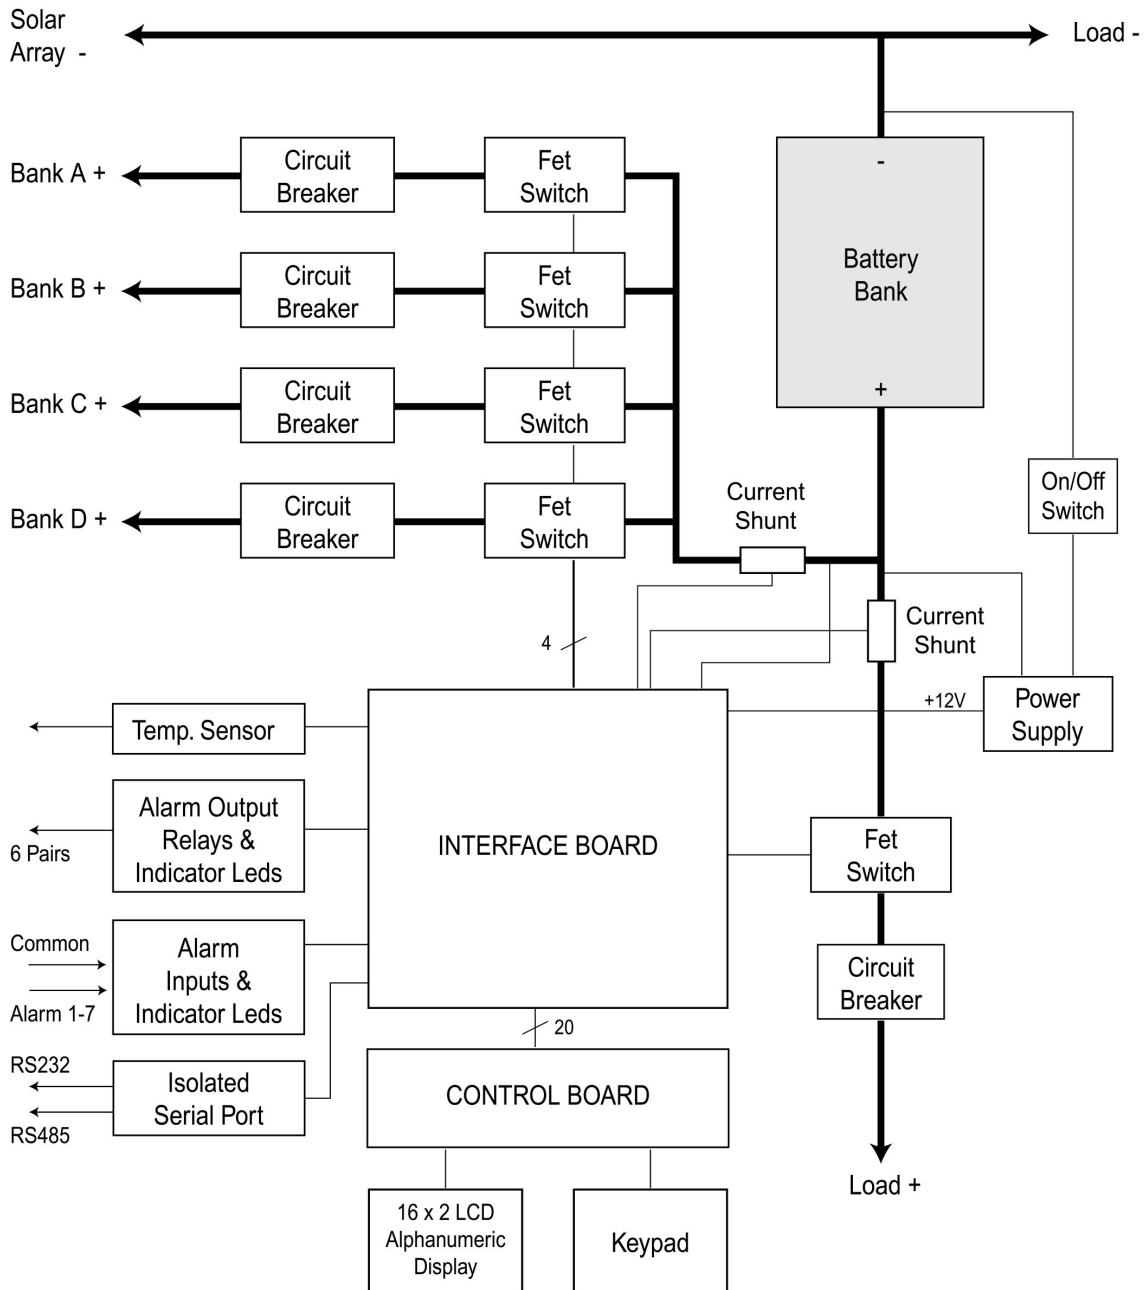 Solar
Array -
Load -
Bank A +
Circuit
Breaker
Fet
Switch
-
Battery
Bank
+
Bank B +
Circuit
Breaker
Fet
Switch
Bank C +
Circuit
Breaker
Fet
Switch
Bank D +
Circuit
Breaker
Fet
Switch
Current
Shunt
On/Off
Switch
Current
Shunt
4
+12V
Power
Supply
Temp. Sensor
Alarm Output
Relays &
Indicator Leds
6 Pairs
INTERFACE BOARD
Fet
Switch
Common
Alarm 1-7
Alarm
Inputs &
Indicator Leds
Circuit
Breaker
20
RS232
RS485
Isolated
Serial Port
CONTROL BOARD
Load +
16 x 2 LCD
Alphanumeric
Display
Keypad